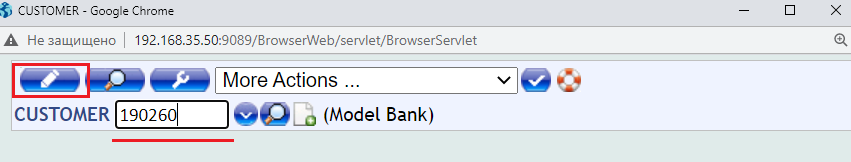 CUSTOMER - Google Chrome
Не защищено 192.168.35.50:9089/BrowserWeb/servlet/BrowserServlet
More Actions ...
CUSTOMER 190260 (Model Bank)